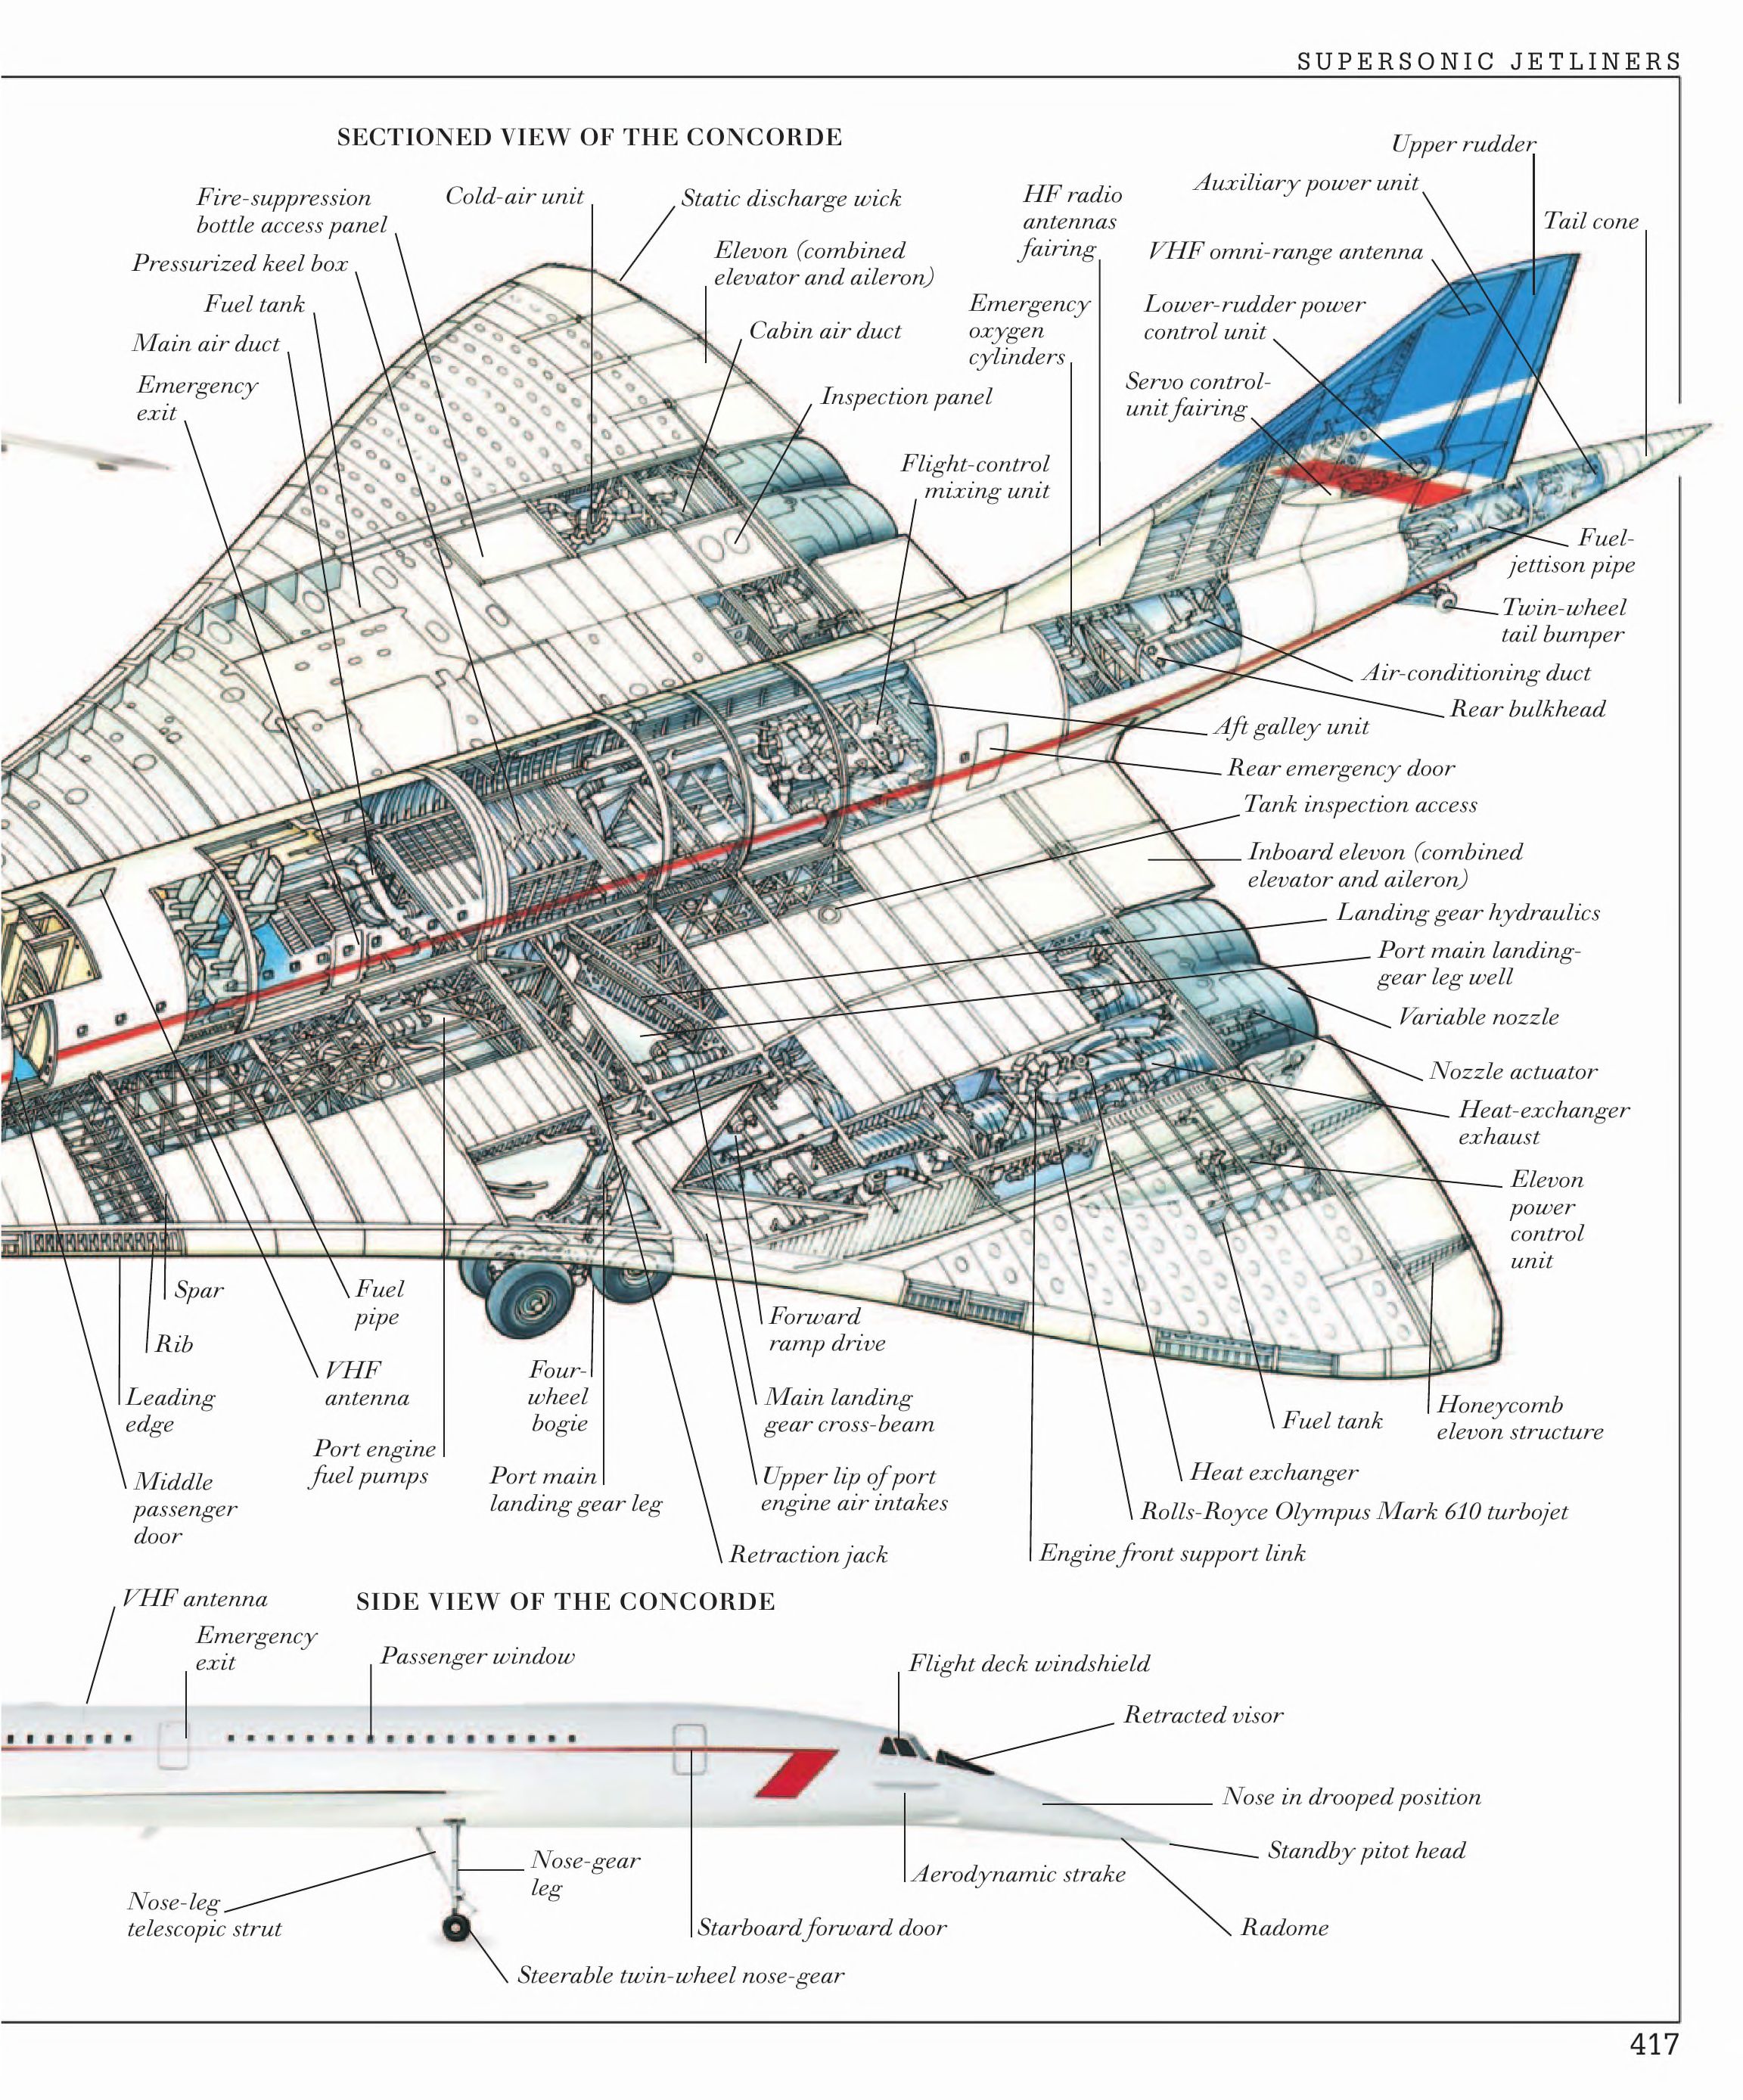 SUPERSONIC JETLINERS
SECTIONED VIEW OF THE CONCORDE
Fire-suppression
bottle access panel
Pressurized keel box
Fuel tank
Main air duct
Emergency
exit
Cold-air unit
Static discharge wick
Elevon (combined
elevator and aileron)
Cabin air duct
Inspection panel
Flight-control
mixing unit
HF radio
antennas
fairing
Emergency
oxygen
cylinders
Upper rudder
Auxiliary power unit
Tail cone
VHF omni-range antenna
Lower-rudder power
control unit
Servo control-
unit fairing
Fuel-
jettison pipe
Twin-wheel
tail bumper
Air-conditioning duct
Rear bulkhead
Aft galley unit
Rear emergency door
Tank inspection access
Inboard elevon (combined
elevator and aileron)
Landing gear hydraulics
Port main landing-
gear leg well
Variable nozzle
Nozzle actuator
Heat-exchanger
exhaust
Elevon
power
control
unit
Spar
Rib
Leading
edge
Middle
passenger
door
Fuel
pipe
VHF
antenna
Port engine
fuel pumps
Four-
wheel
bogie
Port main
landing gear leg
Forward
ramp drive
Main landing
gear cross-beam
Upper lip of port
engine air intakes
Retraction jack
Fuel tank
Honeycomb
elevon structure
Heat exchanger
Rolls-Royce Olympus Mark 610 turbojet
Engine front support link
SIDE VIEW OF THE CONCORDE
VHF antenna
Emergency
exit
Passenger window
Flight deck windshield
Retracted visor
Nose in drooped position
Standby pitot head
Radome
Aerodynamic strake
Starboard forward door
Nose-gear
leg
Nose-leg
telescopic strut
Steerable twin-wheel nose-gear
417